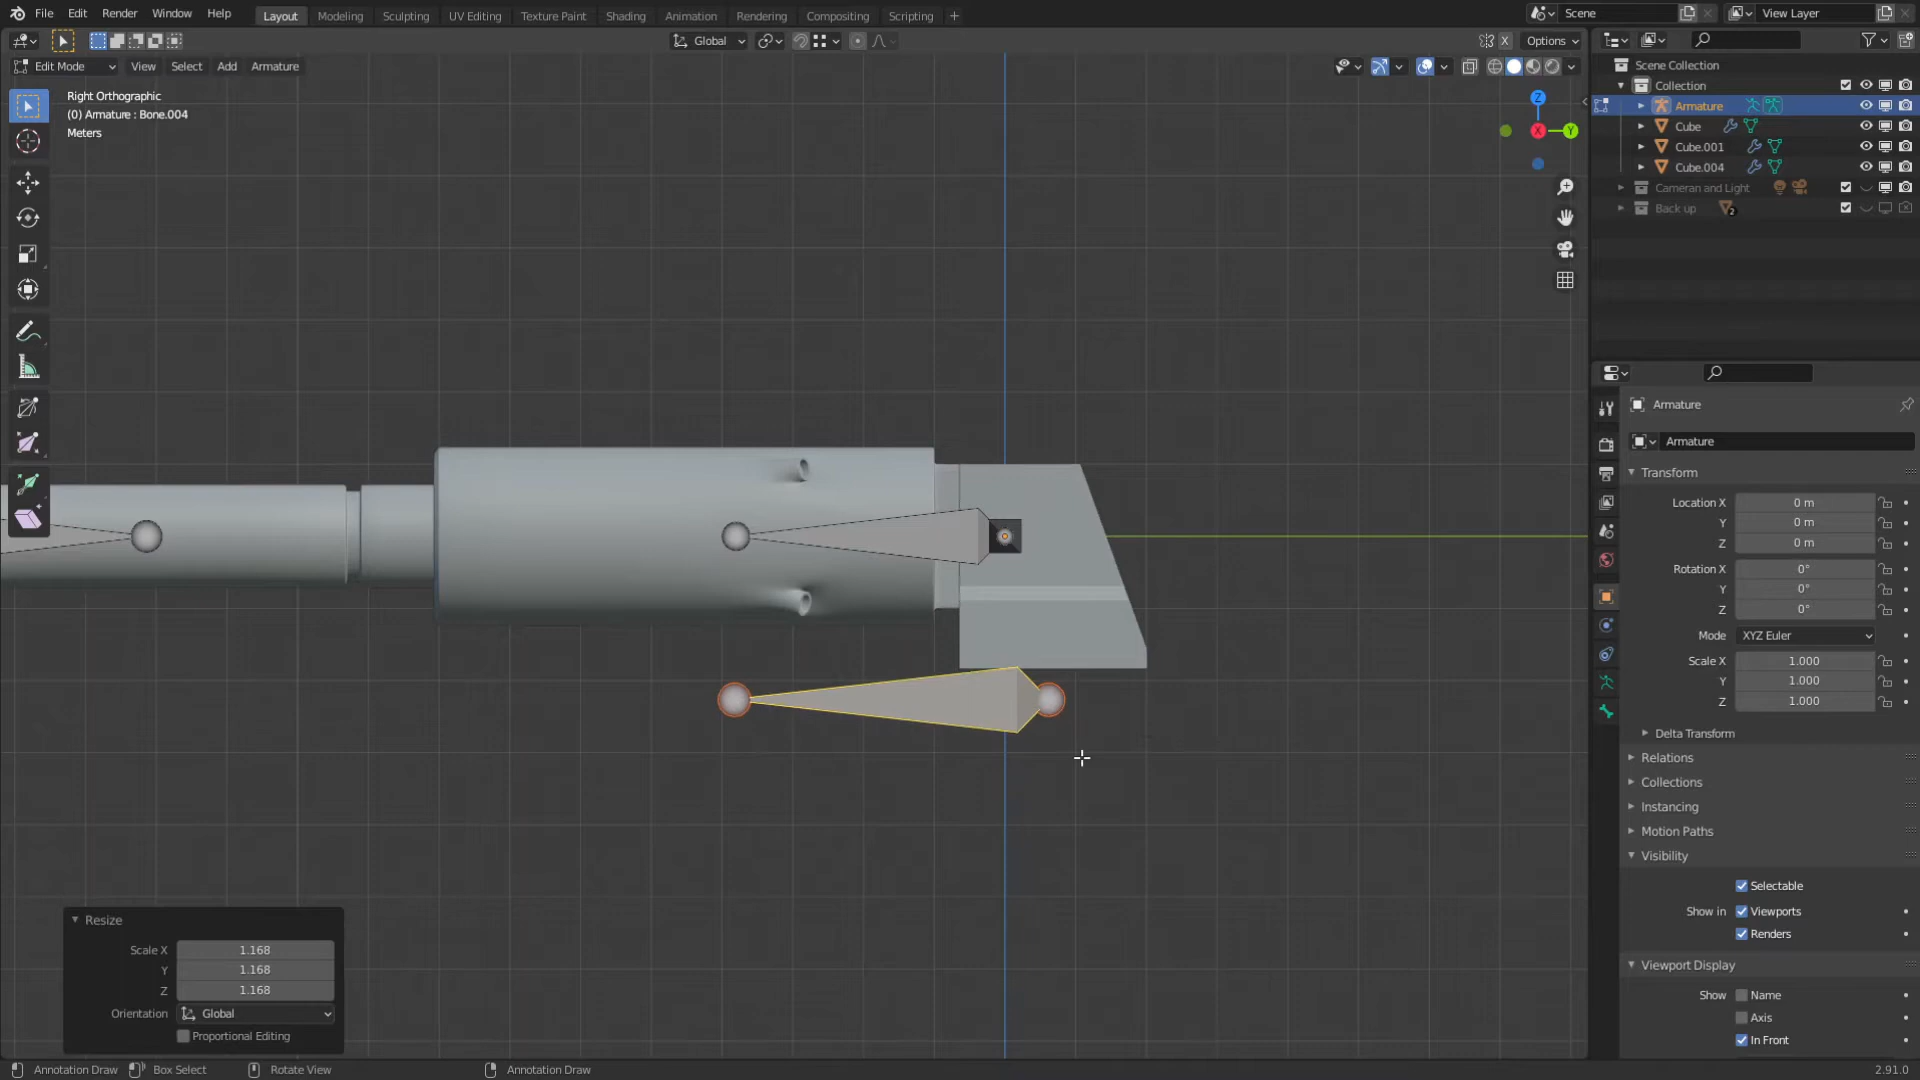 File Edit Render Window Help Layout Modeling Sculpting UV Editing Texture Paint Shading Animation Rendering Compositing Scripting + Scene View Layer
Global X Options
Edit Mode View Select Add Armature
Right Orthographic
(0) Armature : Bone.004
Meters
Z
X
Y
Scene Collection
Collection
Armature
Cube
Cube.001
Cube.004
Cameran and Light
Back up 2
Armature
Armature
Transform
Location X 0 m
Y 0 m
Z 0 m
Rotation X 0°
Y 0°
Z 0°
Mode XYZ Euler
Scale X 1.000
Y 1.000
Z 1.000
Delta Transform
Relations
Collections
Instancing
Motion Paths
Visibility
Selectable
Show in Viewports
Renders
Viewport Display
Show Name
Axis
In Front
Resize
Scale X 1.168
Y 1.168
Z 1.168
Orientation Global
Proportional Editing
Annotation Draw Box Select Rotate View Annotation Draw 2.91.0